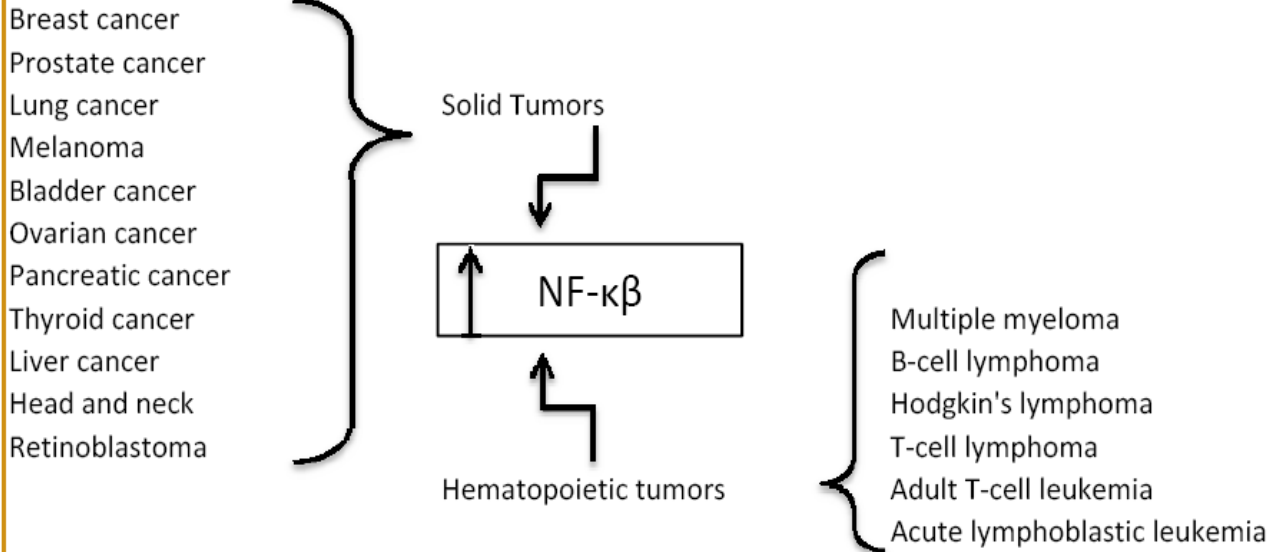 Breast cancer
Prostate cancer
Lung cancer
Melanoma
Bladder cancer
Ovarian cancer
Pancreatic cancer
Thyroid cancer
Liver cancer
Head and neck
Retinoblastoma
Solid Tumors
NF-κβ
Hematopoietic tumors
Multiple myeloma
B-cell lymphoma
Hodgkin's lymphoma
T-cell lymphoma
Adult T-cell leukemia
Acute lymphoblastic leukemia